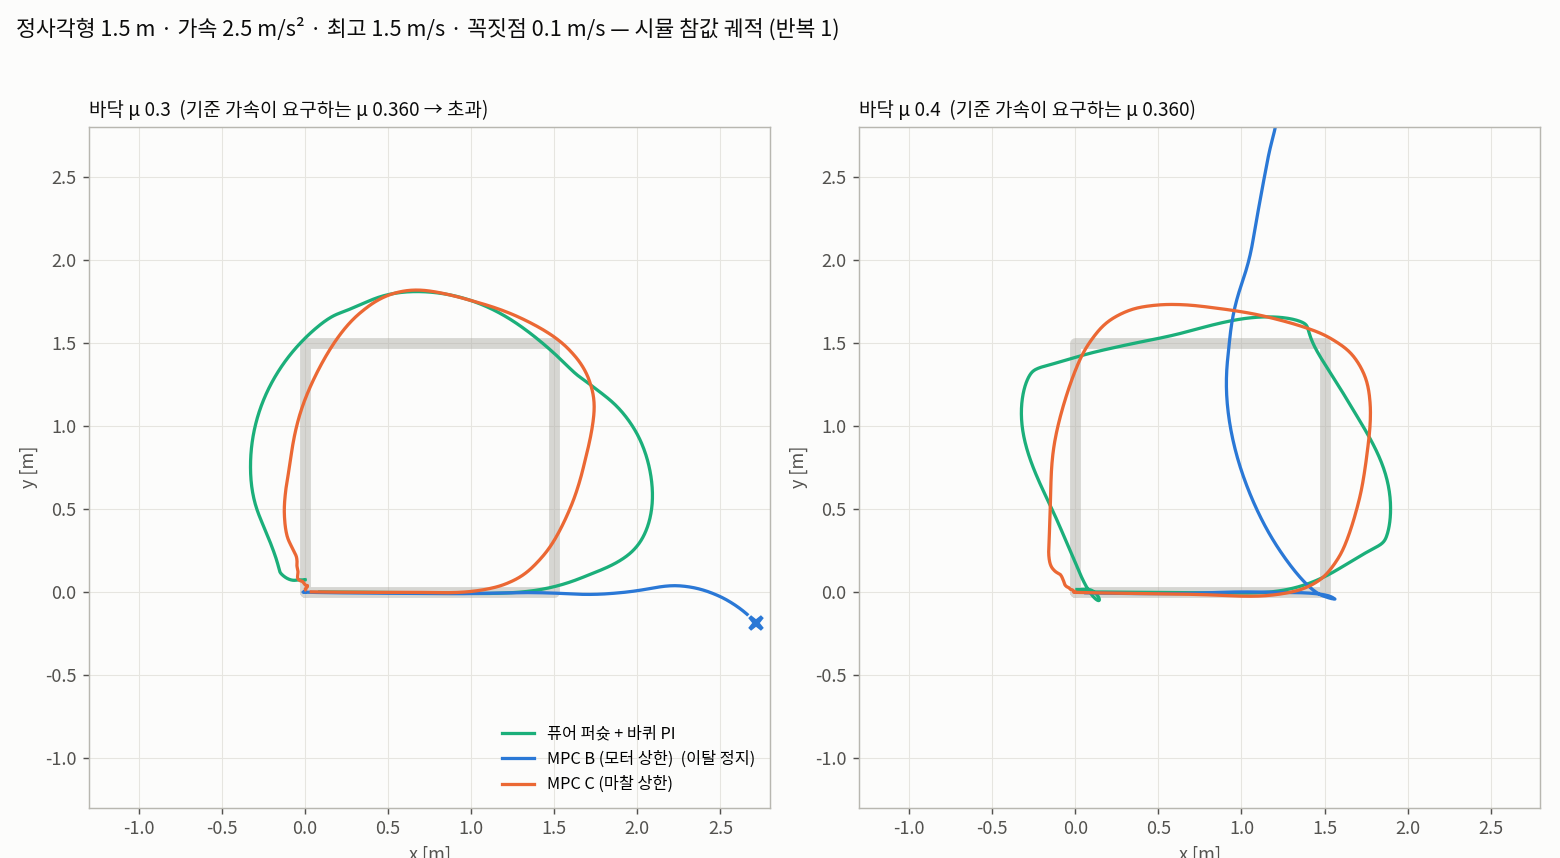 정사각형 1.5 m · 가속 2.5 m/s² · 최고 1.5 m/s · 꼭짓점 0.1 m/s — 시뮬 참값 궤적 (반복 1)
바닥 μ 0.3 (기준 가속이 요구하는 μ 0.360 → 초과)
2.5
2.0
1.5
1.0
0.5
0.0
-0.5
-1.0
y [m]
-1.0 -0.5 0.0 0.5 1.0 1.5 2.0 2.5
x [m]
퓨어 퍼슛 + 바퀴 PI
MPC B (모터 상한) (이탈 정지)
MPC C (마찰 상한)
바닥 μ 0.4 (기준 가속이 요구하는 μ 0.360)
2.5
2.0
1.5
1.0
0.5
0.0
-0.5
-1.0
y [m]
-1.0 -0.5 0.0 0.5 1.0 1.5 2.0 2.5
x [m]